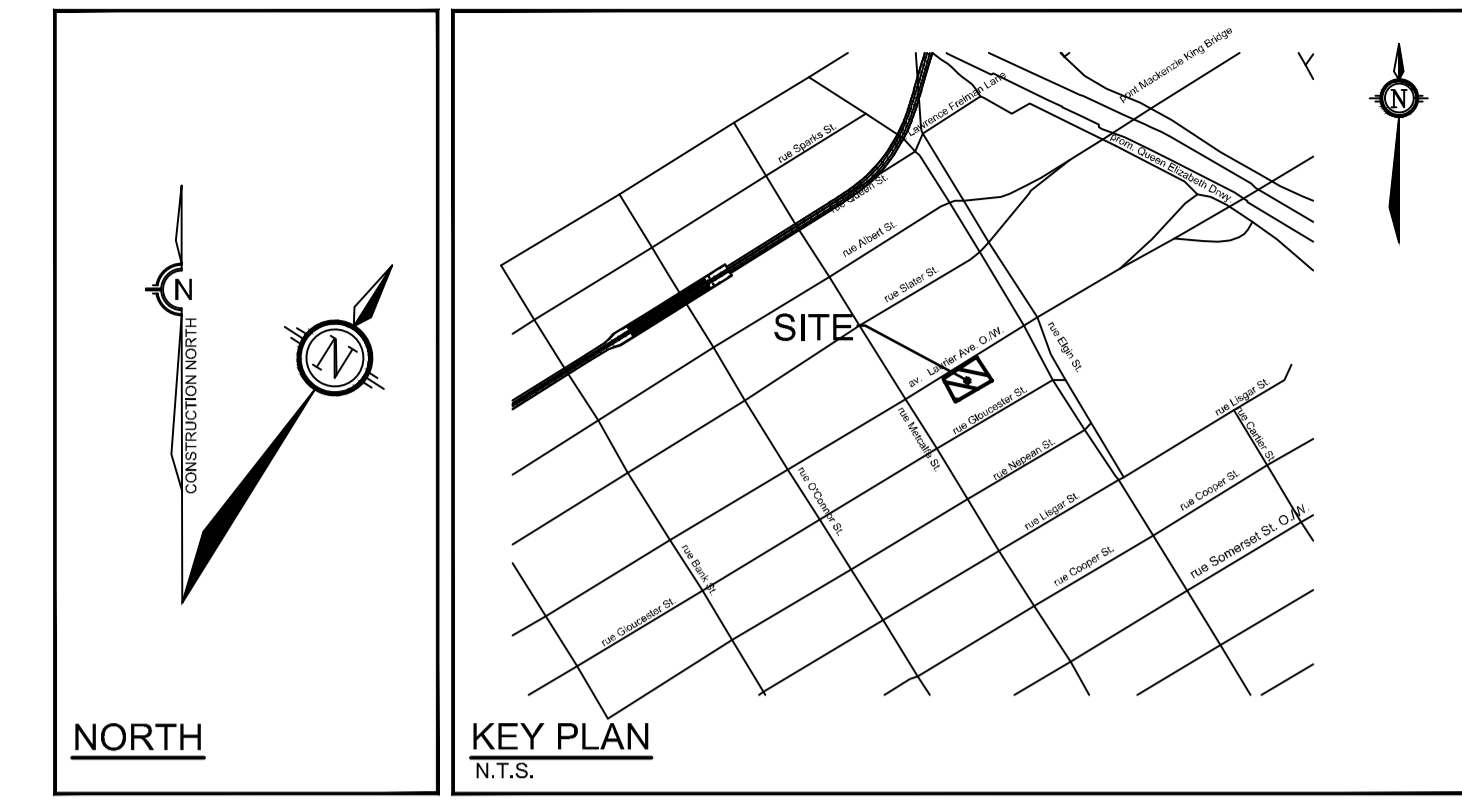 N
CONSTRUCTION NORTH
N
NORTH
pont Mackenzie King Bridge
N
Lawrence Freiman Lane
rue Sparks St.
prom. Queen Elizabeth Drwy
rue Queen St.
rue Albert St.
rue Slater St.
SITE
av. Laurier Ave. O./W.
rue Elgin St.
rue Gloucester St.
rue Metcalfe St.
rue Lisgar St.
rue Cartier St.
rue Nepean St.
rue O'Connor St.
rue Cooper St.
rue Lisgar St.
rue Somerset St. O./W.
rue Bank St.
rue Cooper St.
rue Gloucester St.
KEY PLAN
N.T.S.